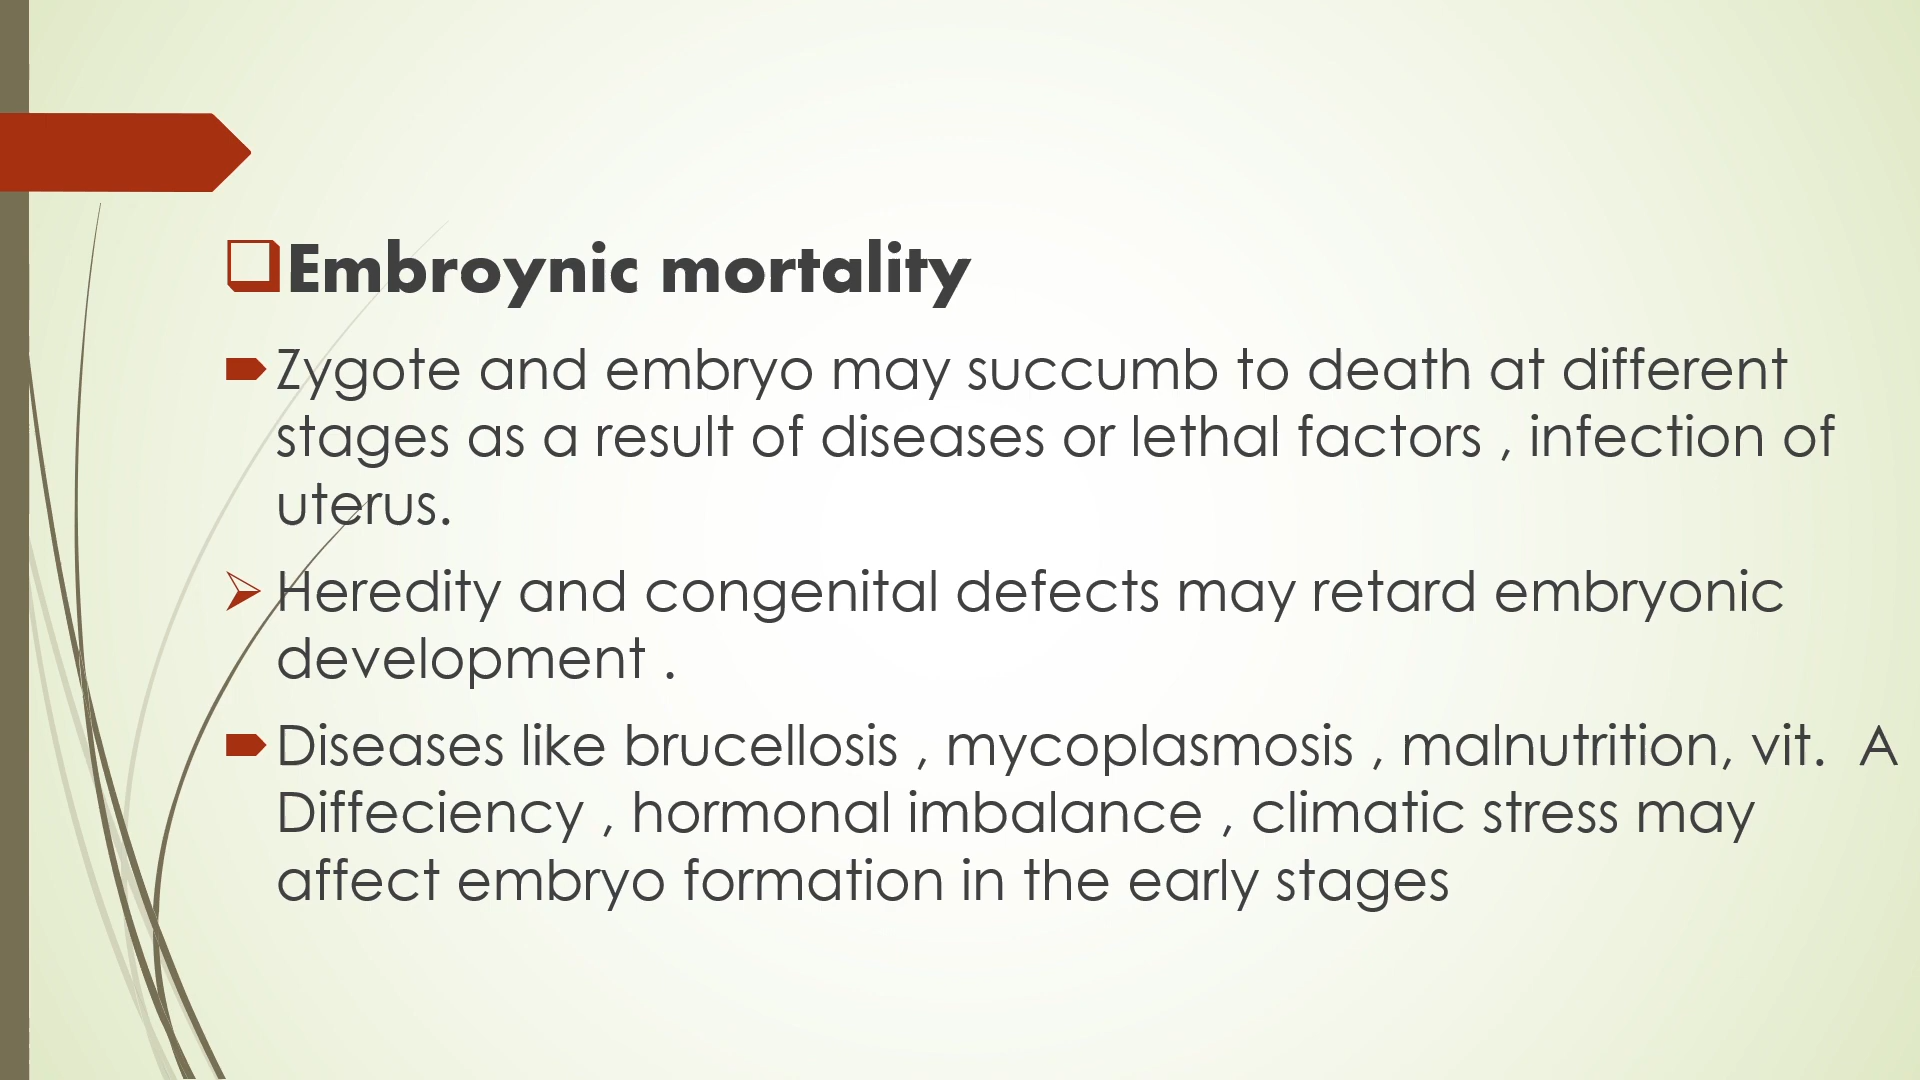 Embroynic mortality
Zygote and embryo may succumb to death at different
stages as a result of diseases or lethal factors , infection of
uterus.
Heredity and congenital defects may retard embryonic
development .
Diseases like brucellosis , mycoplasmosis , malnutrition, vit.  A
Diffeciency , hormonal imbalance , climatic stress may
affect embryo formation in the early stages